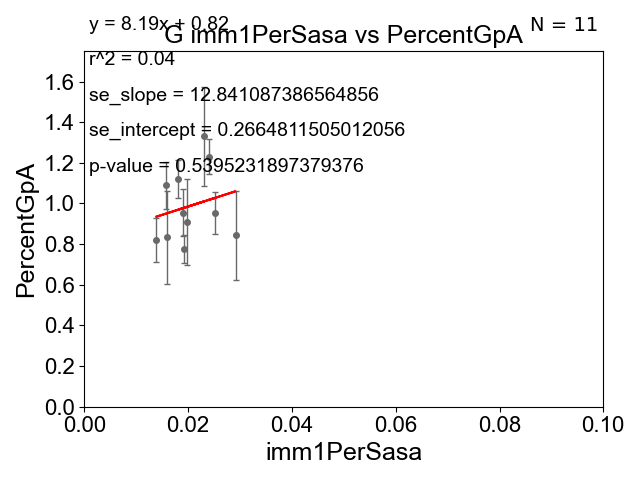 y = 8.19x + 0.82
N = 11
G imm1PerSasa vs PercentGpA
r^2 = 0.04
se_slope = 12.841087386564856
se_intercept = 0.2664811505012056
p-value = 0.5395231897379376
PercentGpA
1.6
1.4
1.2
1.0
0.8
0.6
0.4
0.2
0.0
0.00 0.02 0.04 0.06 0.08 0.10
imm1PerSasa